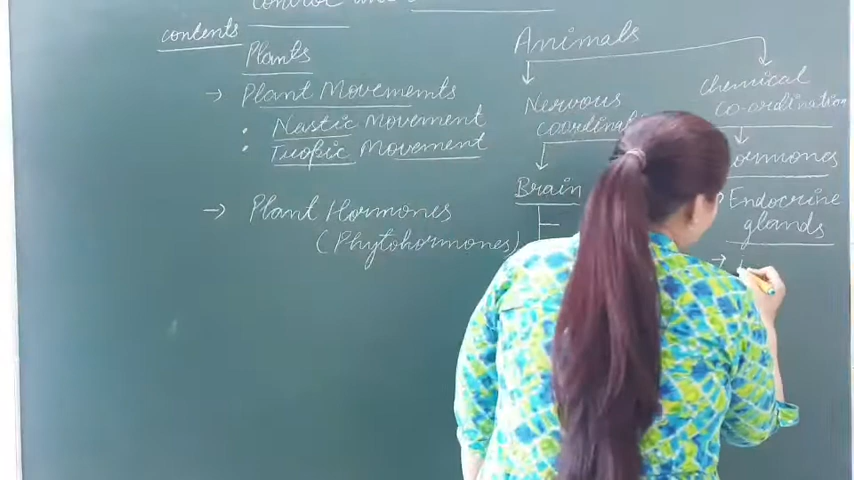 contents
Plants
→ Plant Movements
• Nastic Movement
• Tropic Movement
→ Plant Hormones
(Phytohormones)
Animals
Nervous
Brain
Chemical
co-ordination
Endocrine
glands
→